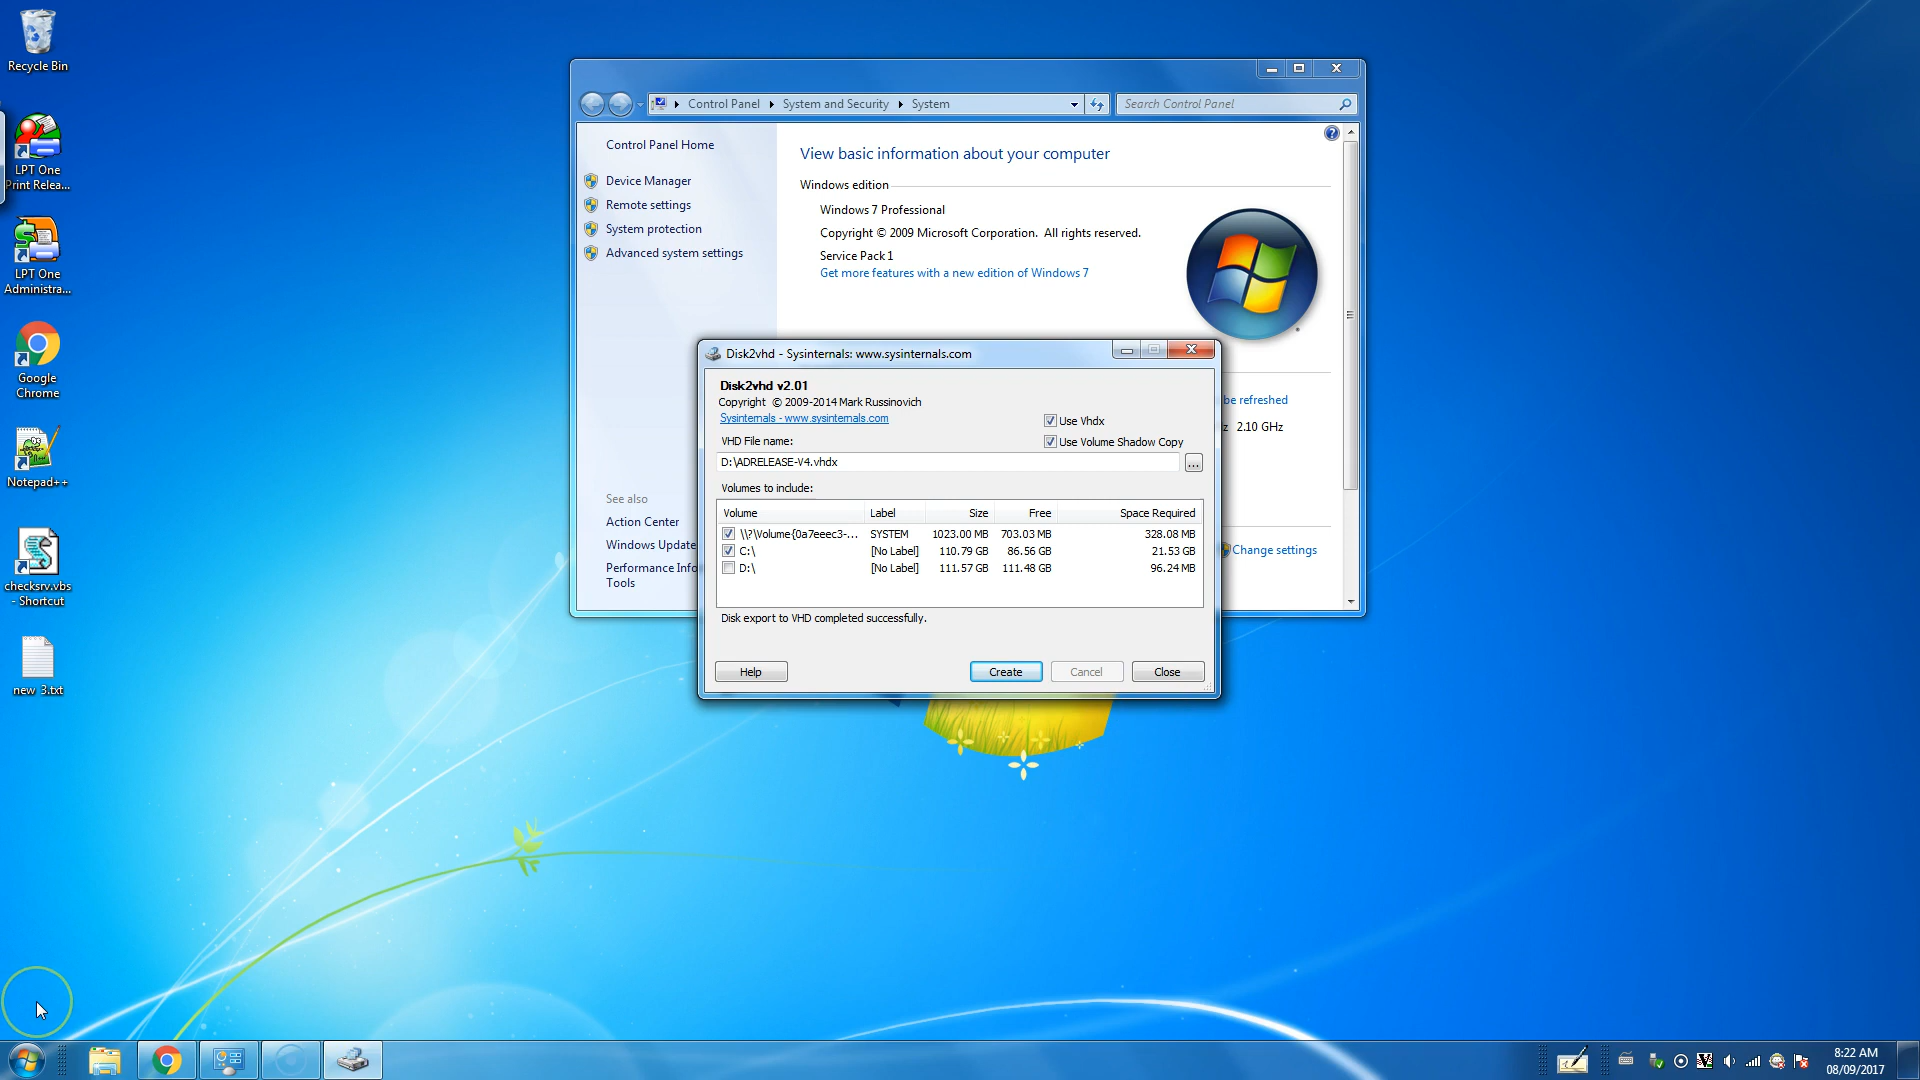 Recycle Bin
LPT One
Print Relea...
LPT One
Administra...
Google
Chrome
Notepad++
checksrv.vbs
- Shortcut
new 3.txt
Control Panel
System and Security
System
Search Control Panel
Control Panel Home
Device Manager
Remote settings
System protection
Advanced system settings
See also
Action Center
Windows Update
Performance Info
Tools
View basic information about your computer
Windows edition
Windows 7 Professional
Copyright © 2009 Microsoft Corporation.  All rights reserved.
Service Pack 1
Get more features with a new edition of Windows 7
be refreshed
z 2.10 GHz
Change settings
Disk2vhd - Sysinternals: www.sysinternals.com
Disk2vhd v2.01
Copyright © 2009-2014 Mark Russinovich
Sysinternals - www.sysinternals.com
Use Vhdx
VHD File name:
Use Volume Shadow Copy
D:\ADRELEASE-V4.vhdx
...
Volumes to include:
Volume Label Size Free Space Required
\\?\Volume{0a7eeec3-... SYSTEM 1023.00 MB 703.03 MB 328.08 MB
C:\ [No Label] 110.79 GB 86.56 GB 21.53 GB
D:\ [No Label] 111.57 GB 111.48 GB 96.24 MB
Disk export to VHD completed successfully.
Help
Create
Cancel
Close
8:22 AM
08/09/2017